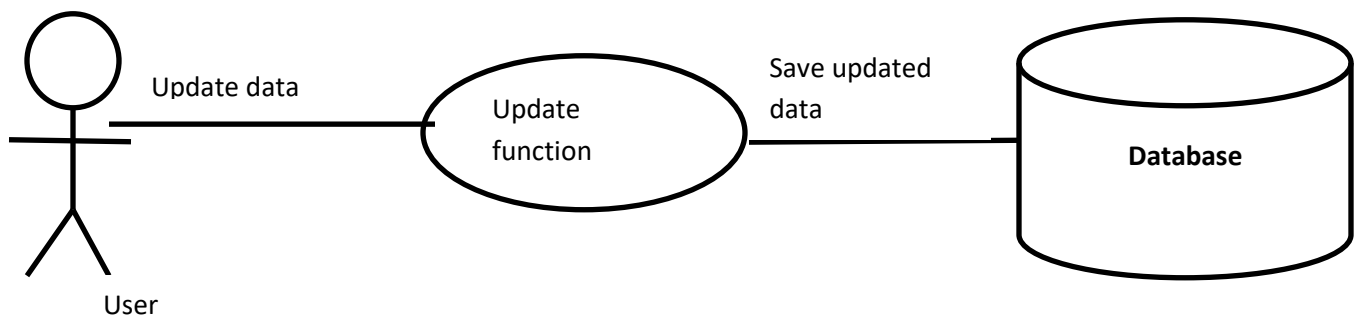 Update data
Update
function
Save updated
data
Database
User